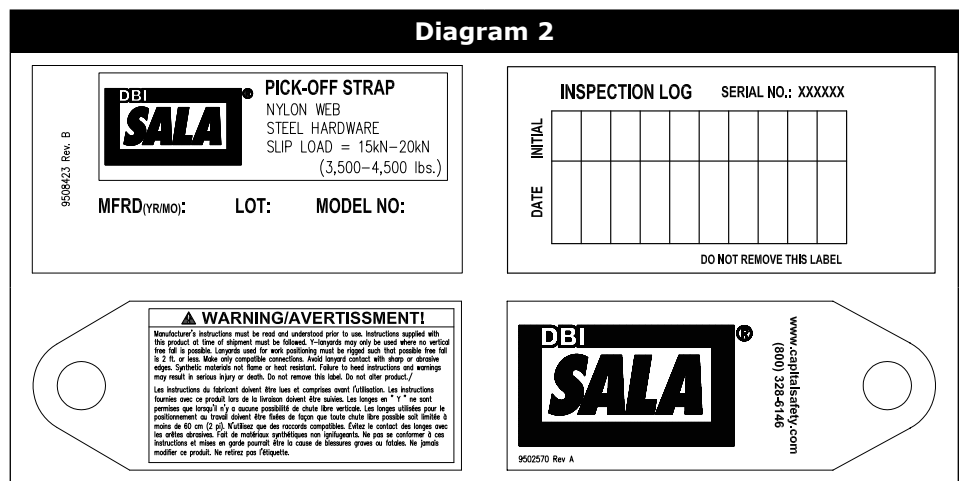 Diagram 2
9508423 Rev. B
DBI
SALA®
PICK-OFF STRAP
NYLON WEB
STEEL HARDWARE
SLIP LOAD = 15kN-20kN
(3,500-4,500 lbs.)
MFRD(YR/MO): LOT: MODEL NO:
INSPECTION LOG SERIAL NO.: XXXXXX
INITIAL
DATE
DO NOT REMOVE THIS LABEL
WARNING/AVERTISSMENT!
Manufacturer's instructions must be read and understood prior to use. Instructions supplied with
this product at time of shipment must be followed. Y-lanyards may only be used where no vertical
free fall is possible. Lanyards used for work positioning must be rigged such that possible free fall
is 2 ft. or less. Make only compatible connections. Avoid lanyard contact with sharp or abrasive
edges. Synthetic materials not flame or heat resistant. Failure to heed instructions and warnings
may result in serious injury or death. Do not remove this label. Do not alter product./
Les instructions du fabricant doivent être lues et comprises avant l'utilisation. Les instructions
fournies avec ce produit lors de la livraison doivent être suivies. Les longes en " Y " ne sont
permises que lorsqu'il n'y a aucune possibilité de chute libre verticale. Les longes utilisées pour le
positionnement au travail doivent être fixées de façon que toute chute libre possible soit limitée à
moins de 60 cm (2 pi). N'utilisez que des raccords compatibles. Évitez le contact des longes avec
les arêtes abrasives. Fait de matériaux synthétiques non ignifugeants. Ne pas se conformer à ces
instructions et mises en garde pourrait être la cause de blessures graves ou fatales. Ne jamais
modifier ce produit. Ne retirez pas l'étiquette.
DBI
SALA®
www.capitalsafety.com
(800) 328-6146
9502570 Rev A